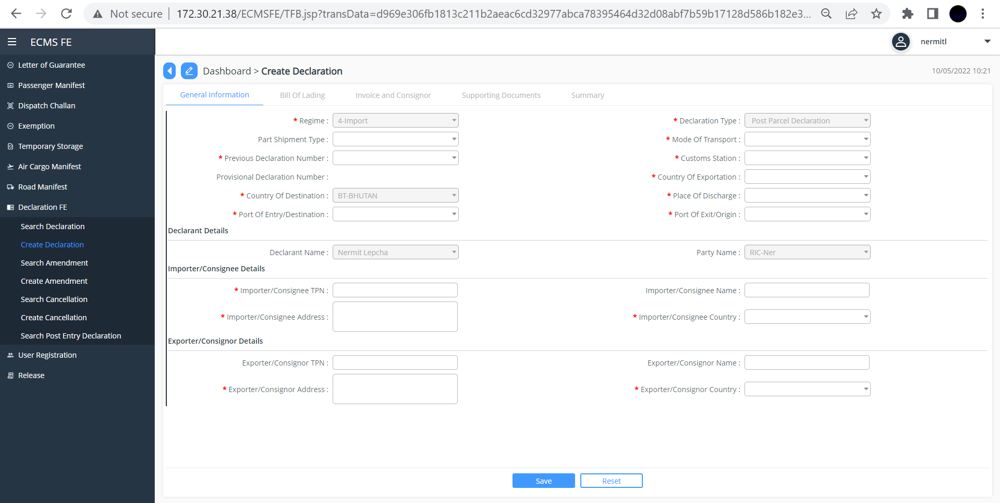 Not secure | 172.30.21.38/ECMSFE/TFB.jsp?transData=d969e306fb1813c211b2aeac6cd32977abca78395464d32d08abf7b59b17128d586b182e3...
ECMS FE
nermitl
Letter of Guarantee
Passenger Manifest
Dispatch Challan
Exemption
Temporary Storage
Air Cargo Manifest
Road Manifest
Declaration FE
Search Declaration
Create Declaration
Search Amendment
Create Amendment
Search Cancellation
Create Cancellation
Search Post Entry Declaration
User Registration
Release
Dashboard > Create Declaration
10/05/2022 10:21
General Information Bill Of Lading Invoice and Consignor Supporting Documents Summary
* Regime : 4-Import * Declaration Type : Post Parcel Declaration
Part Shipment Type : * Mode Of Transport :
* Previous Declaration Number : * Customs Station :
Provisional Declaration Number : * Country Of Exportation :
* Country Of Destination : BT-BHUTAN * Place Of Discharge :
* Port Of Entry/Destination : * Port Of Exit/Origin :
Declarant Details
Declarant Name : Nermit Lepcha Party Name : RIC-Ner
Importer/Consignee Details
* Importer/Consignee TPN : Importer/Consignee Name :
* Importer/Consignee Address : * Importer/Consignee Country :
Exporter/Consignor Details
Exporter/Consignor TPN : Exporter/Consignor Name :
* Exporter/Consignor Address : * Exporter/Consignor Country :
Save Reset